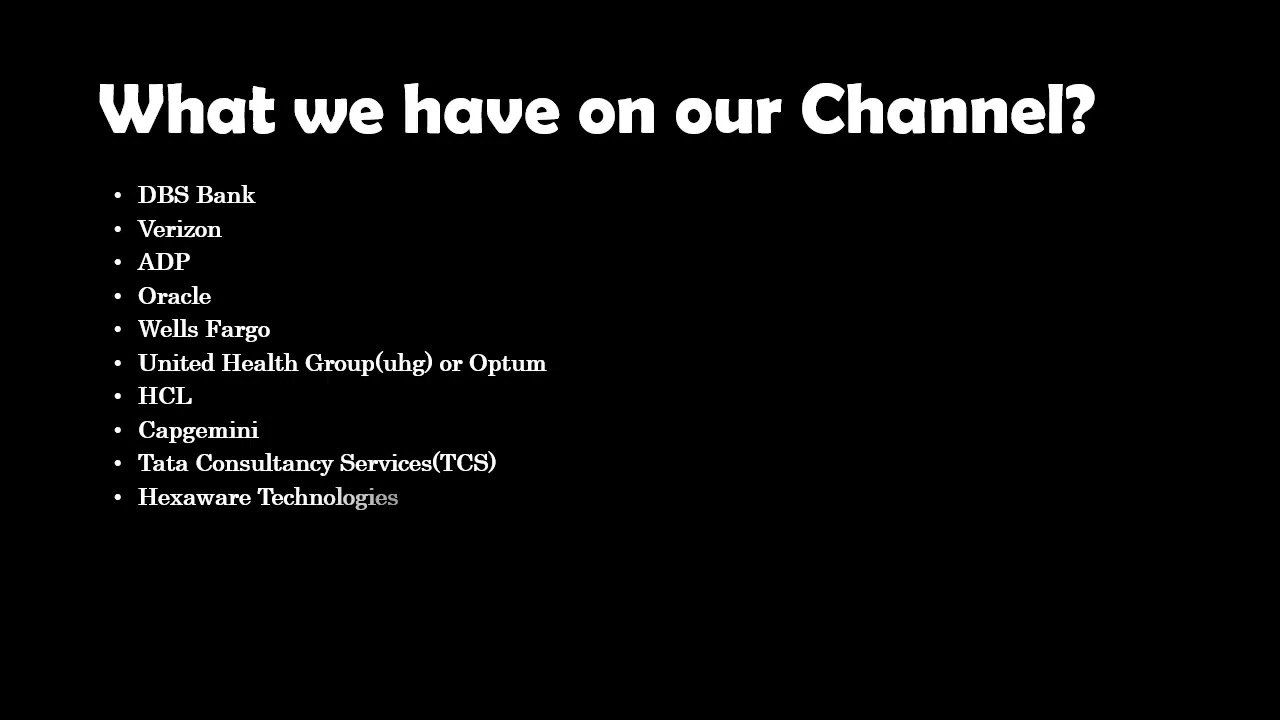 What we have on our Channel?
• DBS Bank
• Verizon
• ADP
• Oracle
• Wells Fargo
• United Health Group(uhg) or Optum
• HCL
• Capgemini
• Tata Consultancy Services(TCS)
• Hexaware Technologies